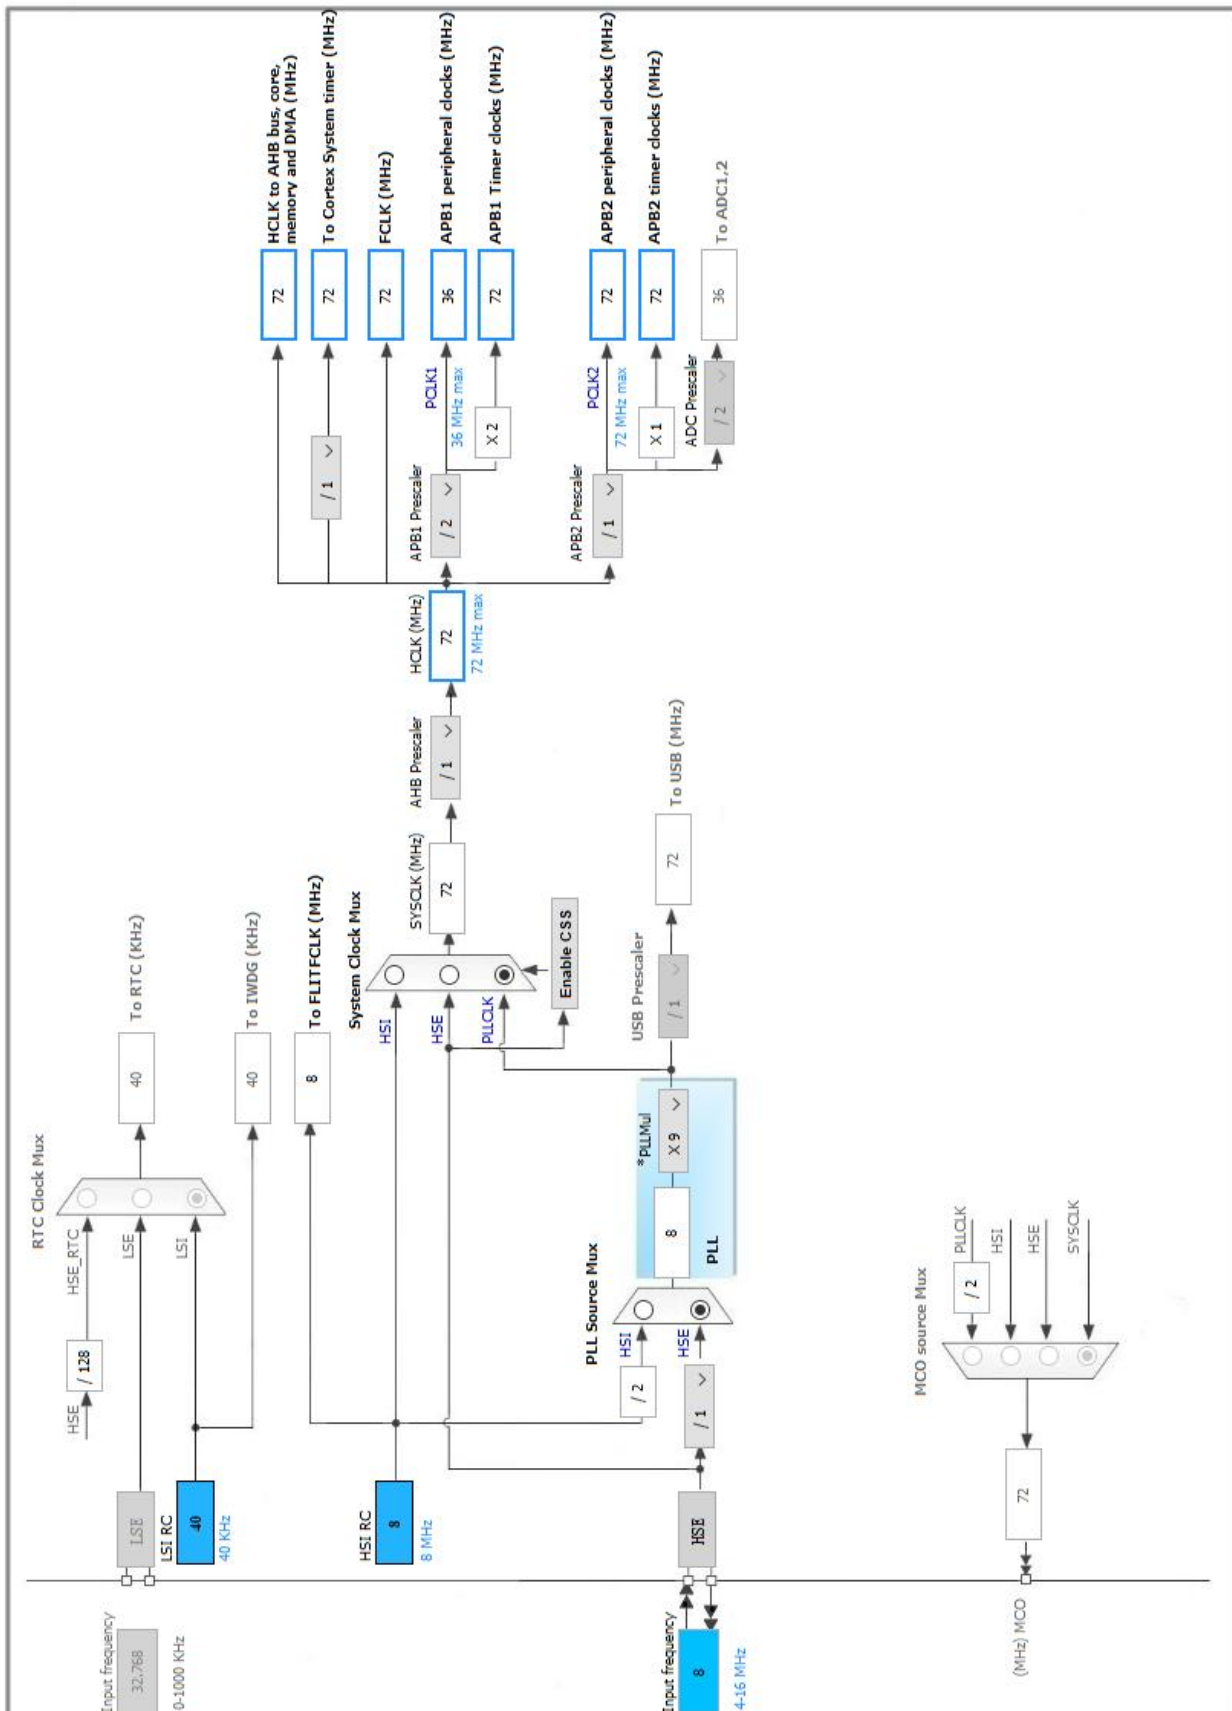 RTC Clock Mux
HSE
/ 128
HSE_RTC
Input frequency
32.768
0-1000 KHz
LSE
LSE
40
To RTC (KHz)
LSI RC
40
40 KHz
LSI
40
To IWDG (KHz)
8
To FLITFCLK (MHz)
HSI RC
8
8 MHz
System Clock Mux
HSI
HSE
PLLCLK
Enable CSS
SYSCLK (MHz)
72
AHB Prescaler
/ 1
HCLK (MHz)
72
72 MHz max
72
HCLK to AHB bus, core,
memory and DMA (MHz)
/ 1
72
To Cortex System timer (MHz)
72
FCLK (MHz)
APB1 Prescaler
/ 2
PCLK1
36 MHz max
36
APB1 peripheral clocks (MHz)
X 2
72
APB1 Timer clocks (MHz)
APB2 Prescaler
/ 1
PCLK2
72 MHz max
72
APB2 peripheral clocks (MHz)
X 1
72
APB2 timer clocks (MHz)
ADC Prescaler
/ 2
36
To ADC1,2
PLL Source Mux
/ 2
HSI
Input frequency
8
4-16 MHz
HSE
/ 1
HSE
8
*PLLMul
X 9
PLL
USB Prescaler
/ 1
72
To USB (MHz)
MCO source Mux
(MHz) MCO
72
/ 2
PLLCLK
HSI
HSE
SYSCLK